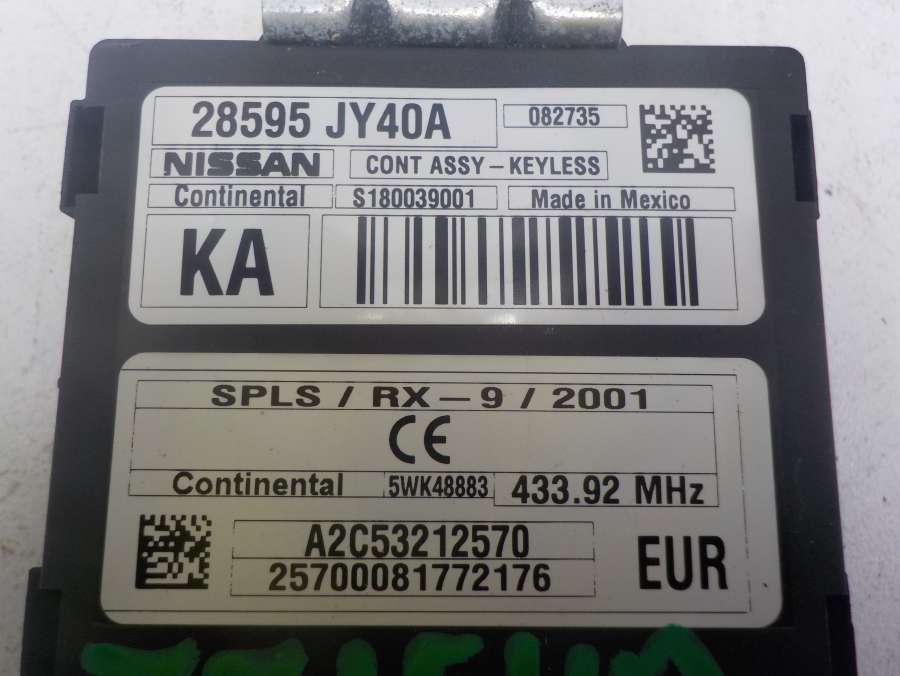 28595 JY40A 082735
NISSAN CONT ASSY - KEYLESS
Continental S180039001 Made in Mexico
KA
SPLS / RX - 9 / 2001
CE
Continental 5WK48883 433.92 MHz
A2C53212570
25700081772176
EUR